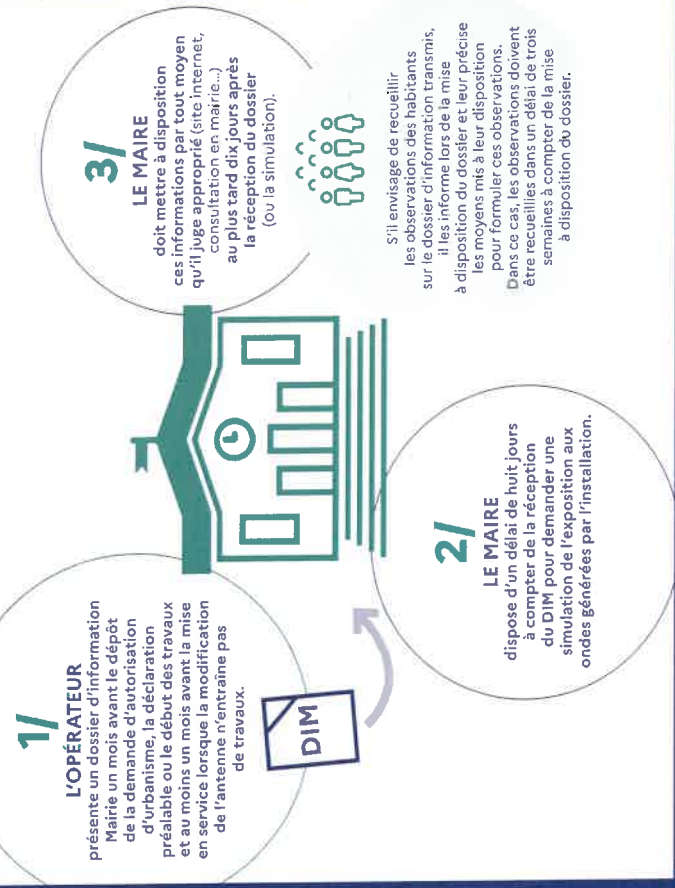 1/
L'OPÉRATEUR
présente un dossier d'information
Mairie un mois avant le dépôt
de la demande d'autorisation
d'urbanisme, la déclaration
préalable ou le début des travaux
et au moins un mois avant la mise
en service lorsque la modification
de l'antenne n'entraîne pas
de travaux.
DIM
2/
LE MAIRE
dispose d'un délai de huit jours
à compter de la réception
du DIM pour demander une
simulation de l'exposition aux
ondes générées par l'installation.
3/
LE MAIRE
doit mettre à disposition
ces informations par tout moyen
qu'il juge approprié (site internet,
consultation en mairie...)
au plus tard dix jours après
la réception du dossier
(ou la simulation).
S'il envisage de recueillir
les observations des habitants
sur le dossier d'information transmis,
il les informe lors de la mise
à disposition du dossier et leur précise
les moyens mis à leur disposition
pour formuler ces observations.
Dans ce cas, les observations doivent
être recueillies dans un délai de trois
semaines à compter de la mise
à disposition du dossier.